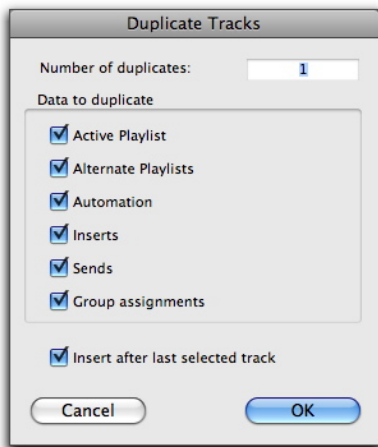 Duplicate Tracks
Number of duplicates: 1
Data to duplicate
Active Playlist
Alternate Playlists
Automation
Inserts
Sends
Group assignments
Insert after last selected track
Cancel OK